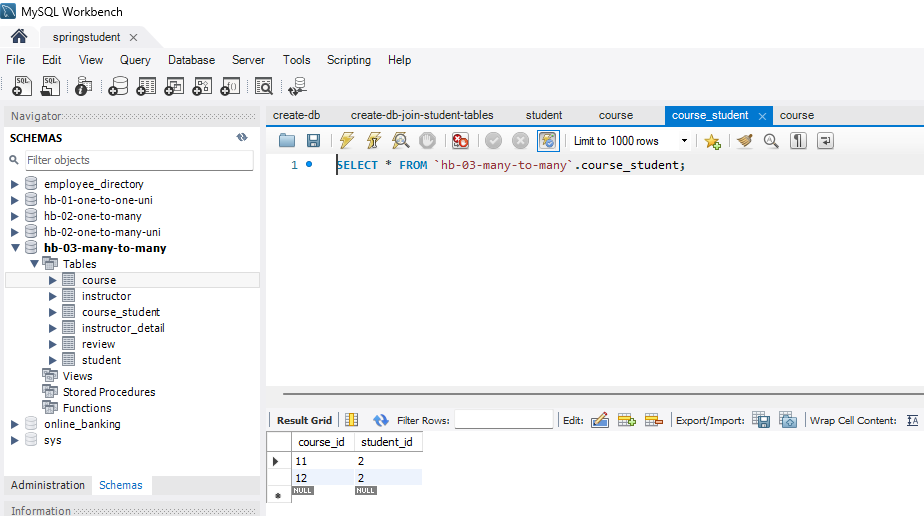 MySQL Workbench
springstudent
File Edit View Query Database Server Tools Scripting Help
Navigator
SCHEMAS
Filter objects
employee_directory
hb-01-one-to-one-uni
hb-02-one-to-many
hb-02-one-to-many-uni
hb-03-many-to-many
Tables
course
instructor
course_student
instructor_detail
review
student
Views
Stored Procedures
Functions
online_banking
sys
Administration Schemas
Information
create-db create-db-join-student-tables student course course_student course
Limit to 1000 rows
1 SELECT * FROM `hb-03-many-to-many`.course_student;
Result Grid Filter Rows: Edit: Export/Import: Wrap Cell Content:
course_id student_id
11 2
12 2
NULL NULL